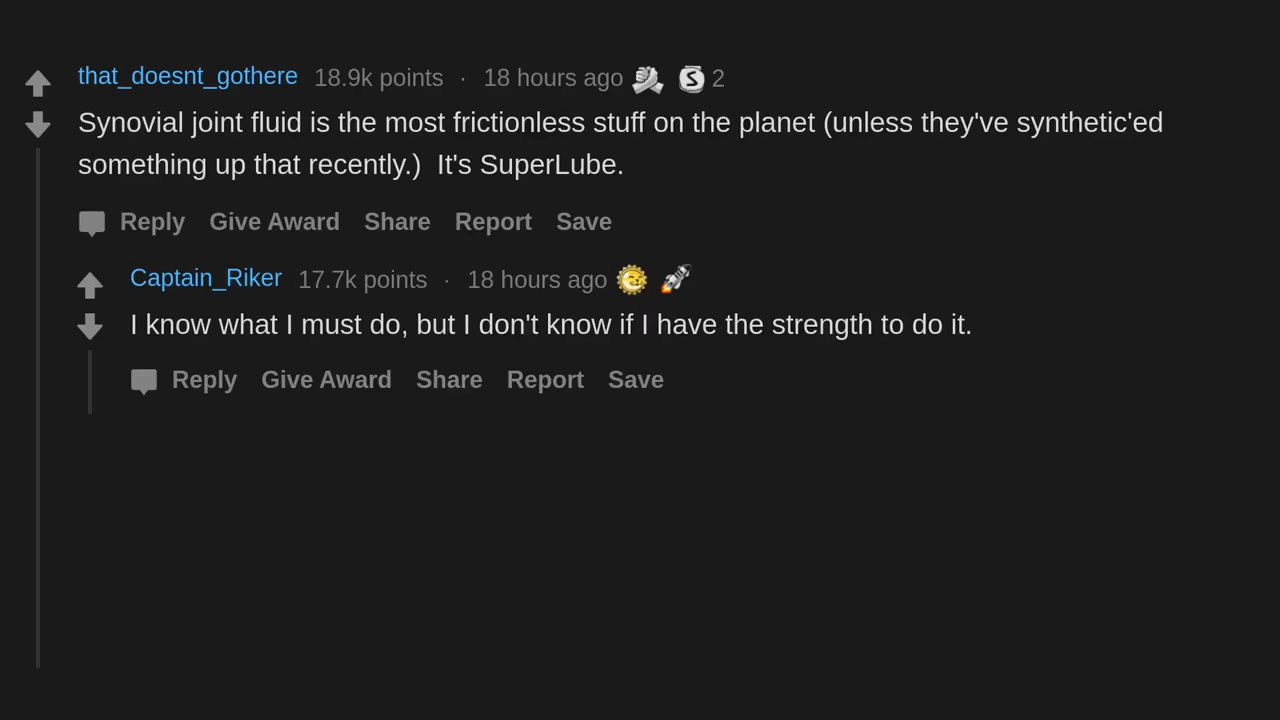 that_doesnt_gothere 18.9k points · 18 hours ago S 2
Synovial joint fluid is the most frictionless stuff on the planet (unless they've synthetic'ed
something up that recently.)  It's SuperLube.
Reply Give Award Share Report Save
Captain_Riker 17.7k points · 18 hours ago
I know what I must do, but I don't know if I have the strength to do it.
Reply Give Award Share Report Save